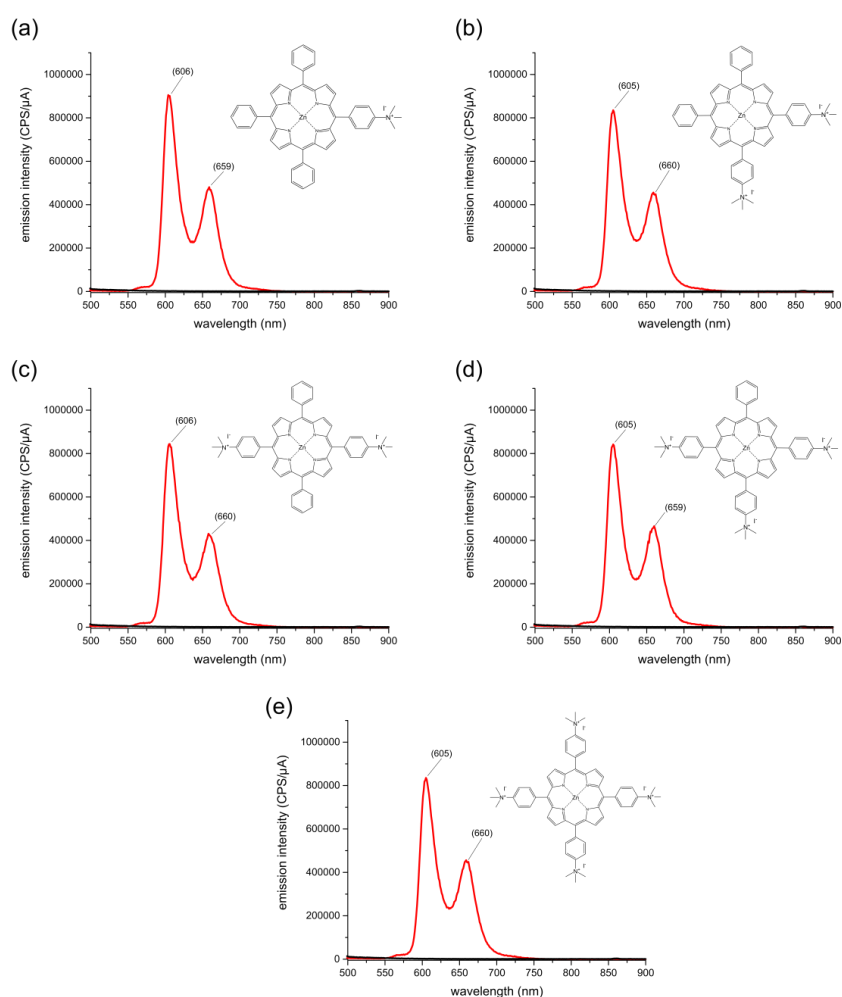 (a)
emission intensity (CPS/µA)
1000000
800000
600000
400000
200000
0
500 550 600 650 700 750 800 850 900
wavelength (nm)
(606)
(659)
Zn
N
N
N
N
N⁺
I⁻
(b)
emission intensity (CPS/µA)
1000000
800000
600000
400000
200000
0
500 550 600 650 700 750 800 850 900
wavelength (nm)
(605)
(660)
Zn
N
N
N
N
N⁺
I⁻
N⁺
I⁻
(c)
emission intensity (CPS/µA)
1000000
800000
600000
400000
200000
0
500 550 600 650 700 750 800 850 900
wavelength (nm)
(606)
(660)
Zn
N
N
N
N
N⁺
I⁻
N⁺
I⁻
(d)
emission intensity (CPS/µA)
1000000
800000
600000
400000
200000
0
500 550 600 650 700 750 800 850 900
wavelength (nm)
(605)
(659)
Zn
N
N
N
N
N⁺
I⁻
N⁺
I⁻
N⁺
I⁻
(e)
emission intensity (CPS/µA)
1000000
800000
600000
400000
200000
0
500 550 600 650 700 750 800 850 900
wavelength (nm)
(605)
(660)
Zn
N
N
N
N
N⁺
I⁻
N⁺
I⁻
N⁺
I⁻
N⁺
I⁻